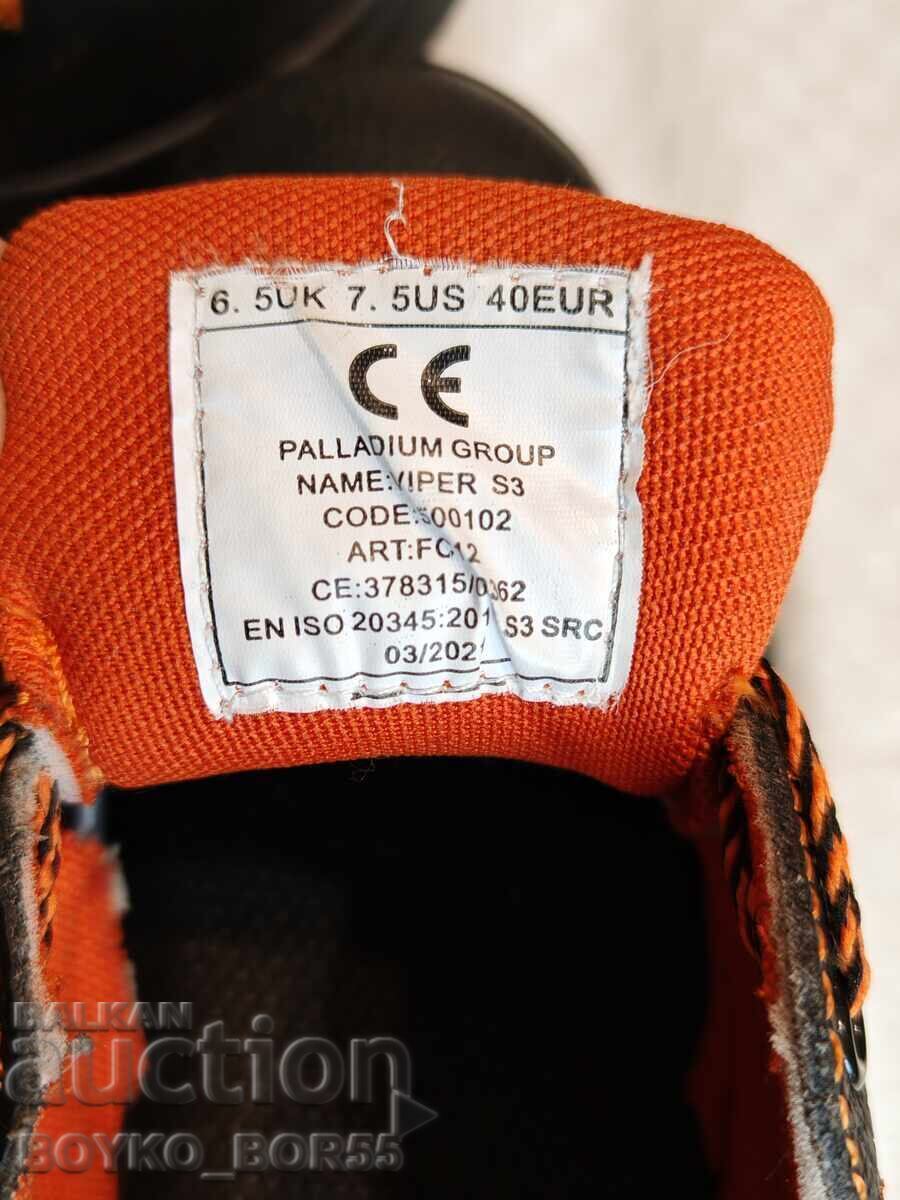 6.5UK 7.5US 40EUR
CE
PALLADIUM GROUP
NAME:VIPER S3
CODE:500102
ART:FC12
CE:378315/0362
EN ISO 20345:201 S3 SRC
03/202
BALKAN
auction
BOYKO_BOR55